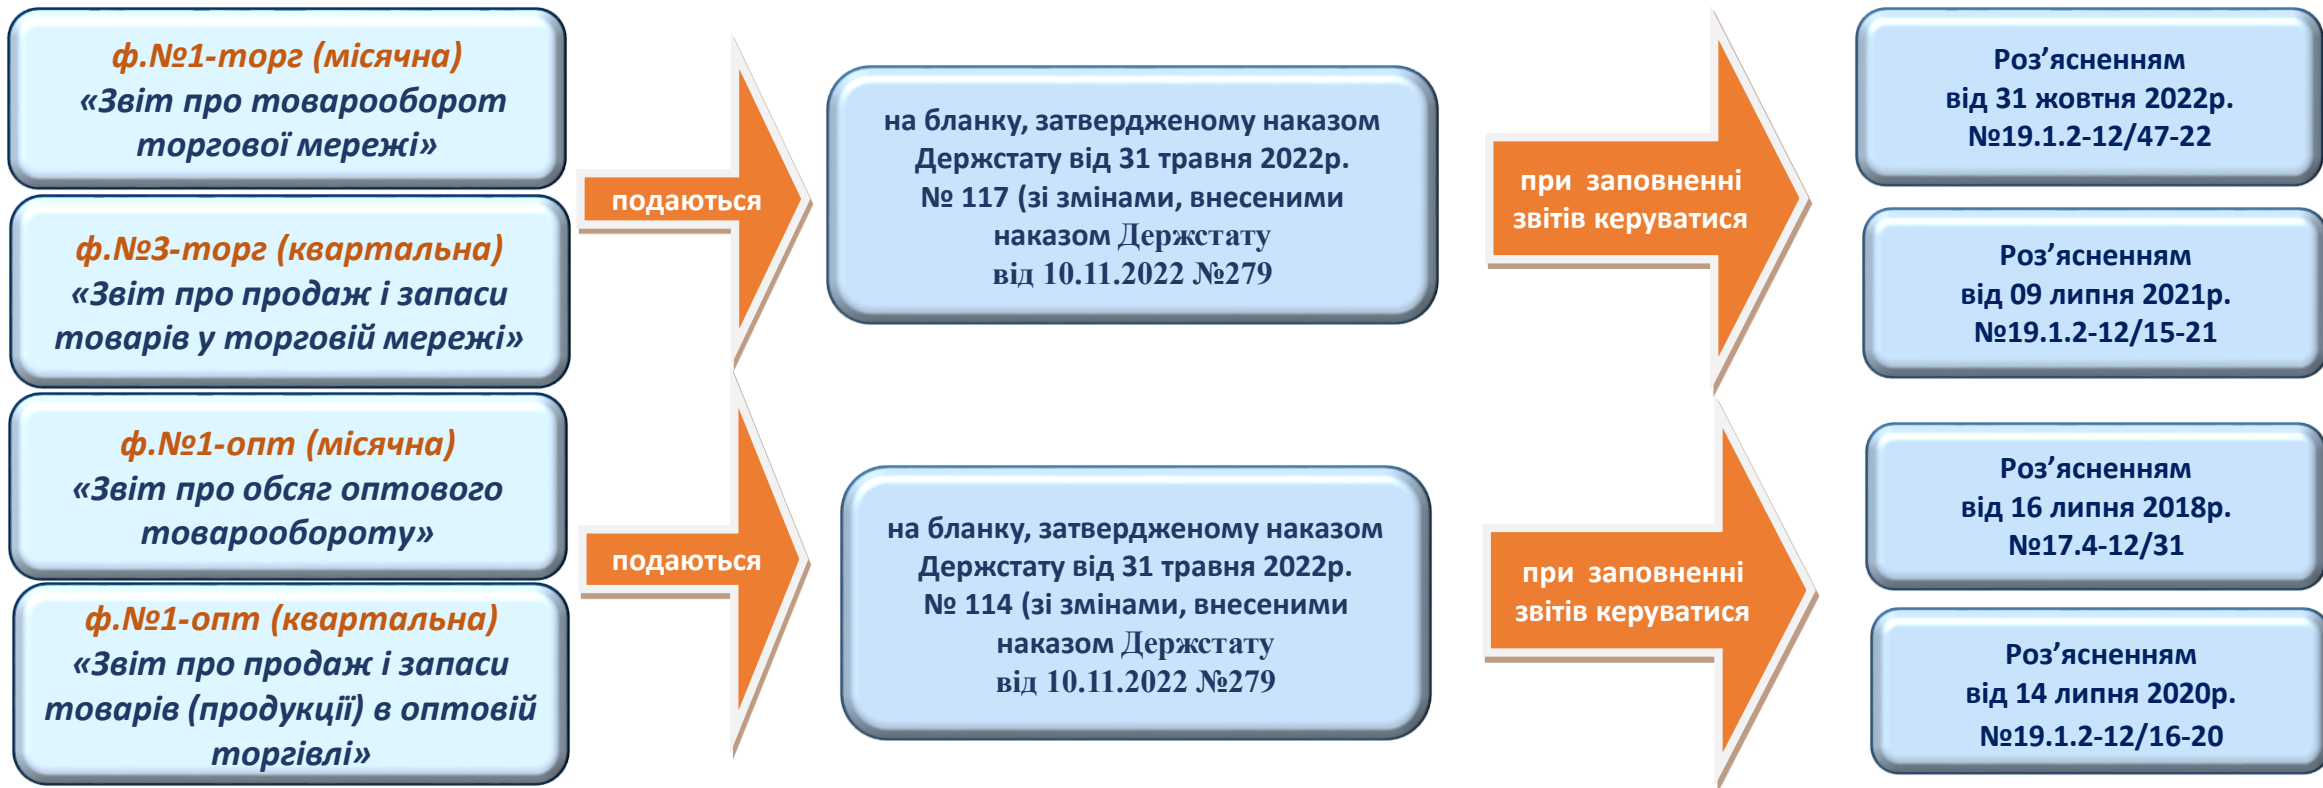 ф.№1-торг (місячна)
«Звіт про товарооборот
торгової мережі»
ф.№3-торг (квартальна)
«Звіт про продаж і запаси
товарів у торговій мережі»
ф.№1-опт (місячна)
«Звіт про обсяг оптового
товарообороту»
ф.№1-опт (квартальна)
«Звіт про продаж і запаси
товарів (продукції) в оптовій
торгівлі»
подаються
подаються
на бланку, затвердженому наказом
Держстату від 31 травня 2022р.
№ 117 (зі змінами, внесеними
наказом Держстату
від 10.11.2022 №279
на бланку, затвердженому наказом
Держстату від 31 травня 2022р.
№ 114 (зі змінами, внесеними
наказом Держстату
від 10.11.2022 №279
при заповненні
звітів керуватися
при заповненні
звітів керуватися
Роз’ясненням
від 31 жовтня 2022р.
№19.1.2-12/47-22
Роз’ясненням
від 09 липня 2021р.
№19.1.2-12/15-21
Роз’ясненням
від 16 липня 2018р.
№17.4-12/31
Роз’ясненням
від 14 липня 2020р.
№19.1.2-12/16-20